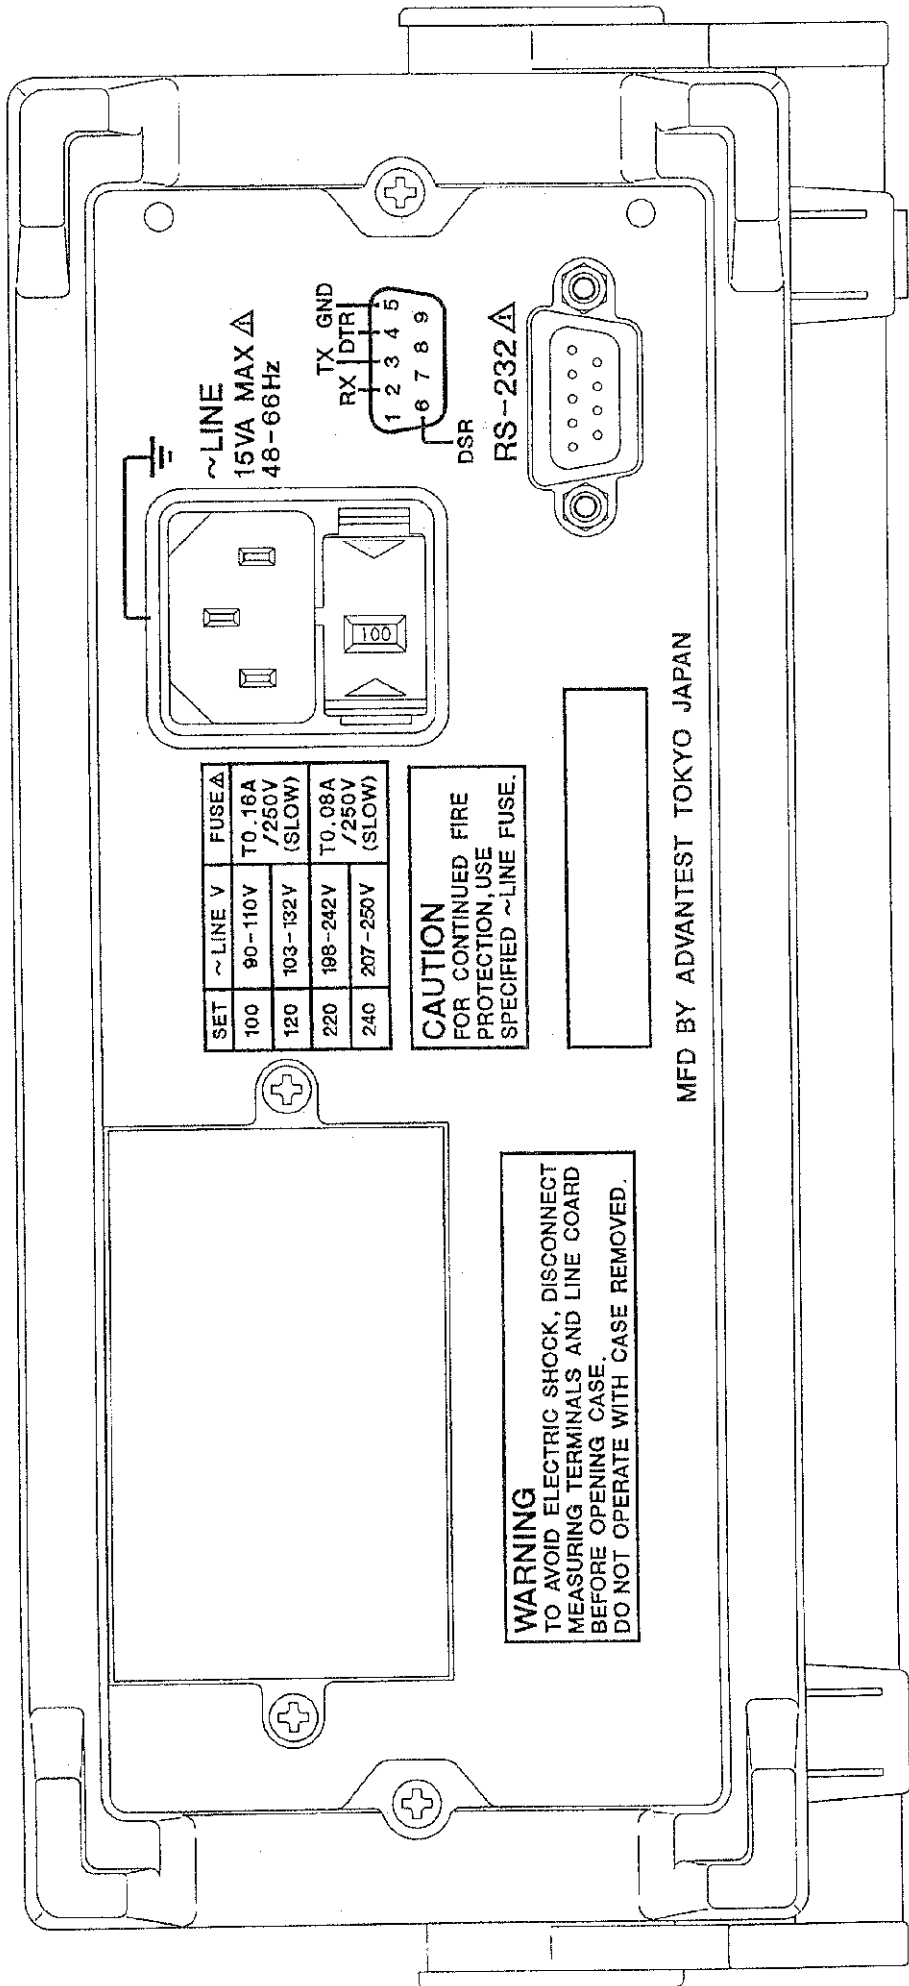 SET ~LINE V FUSE⚠
100 90-110V T0.16A
/250V
120 103-132V (SLOW)
220 198-242V T0.08A
/250V
240 207-250V (SLOW)
~LINE
15VA MAX⚠
48-66Hz
100
TX GND
RX DTR
1 2 3 4 5
6 7 8 9
DSR
RS-232⚠
CAUTION
FOR CONTINUED FIRE
PROTECTION,USE
SPECIFIED ~LINE FUSE.
WARNING
TO AVOID ELECTRIC SHOCK, DISCONNECT
MEASURING TERMINALS AND LINE COARD
BEFORE OPENING CASE.
DO NOT OPERATE WITH CASE REMOVED.
MFD BY ADVANTEST TOKYO JAPAN